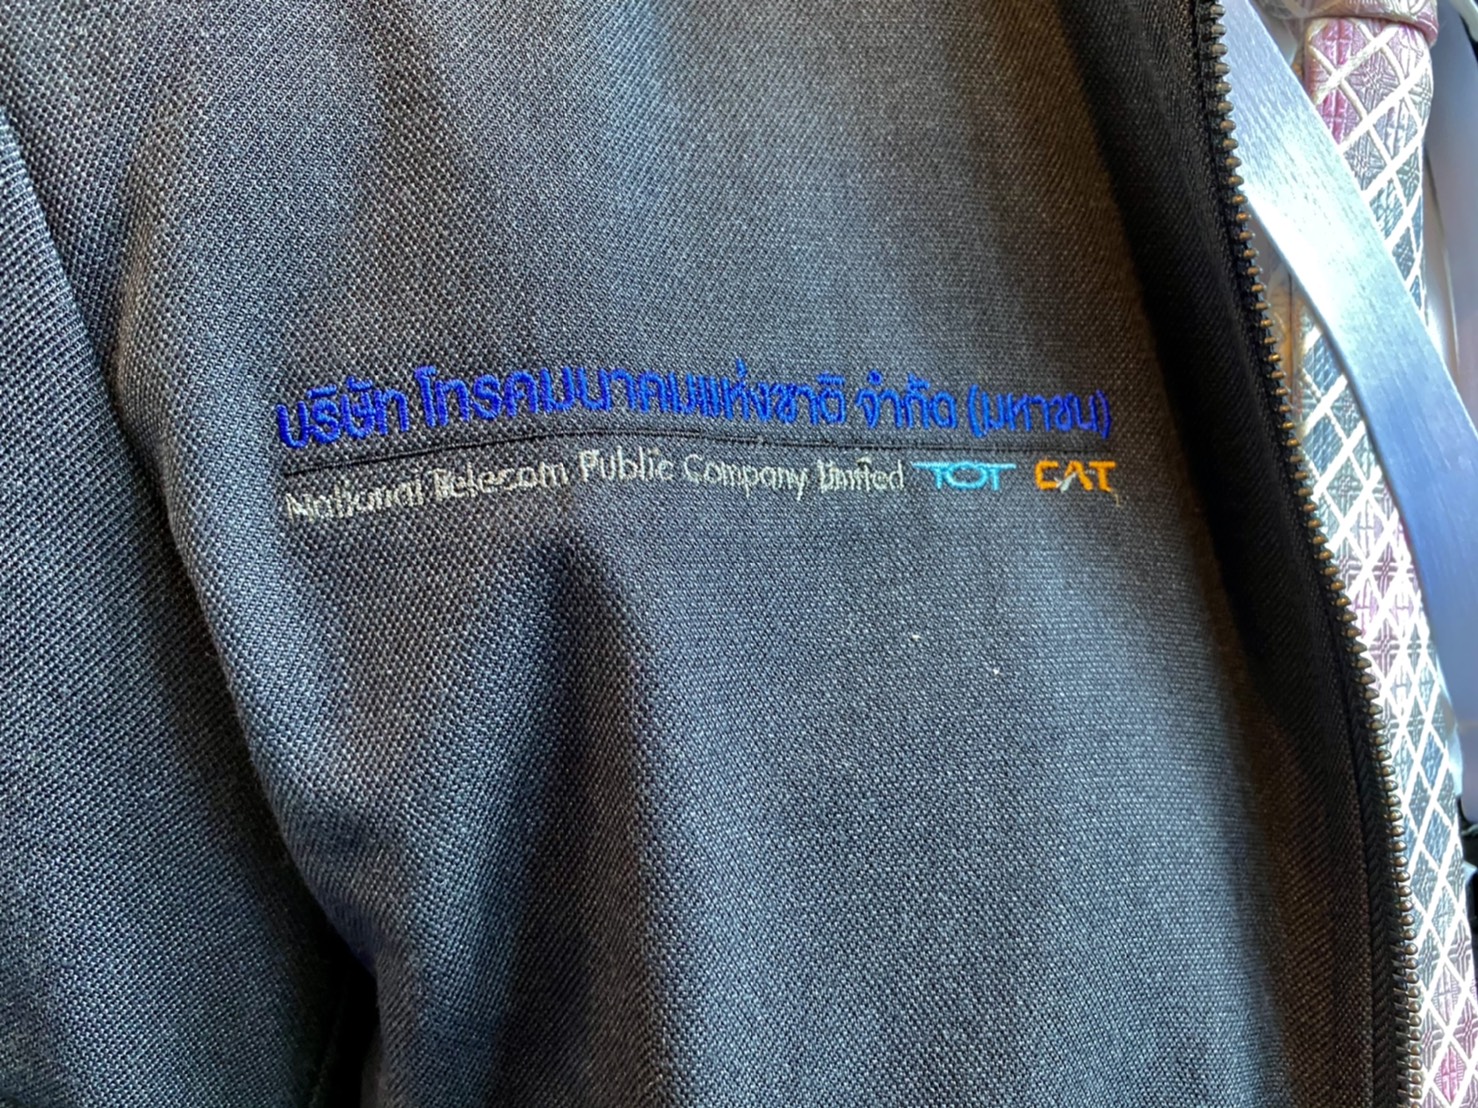 บริษัท โทรคมนาคมแห่งชาติ จำกัด (มหาชน)
National Telecom Public Company Limited TOT CAT